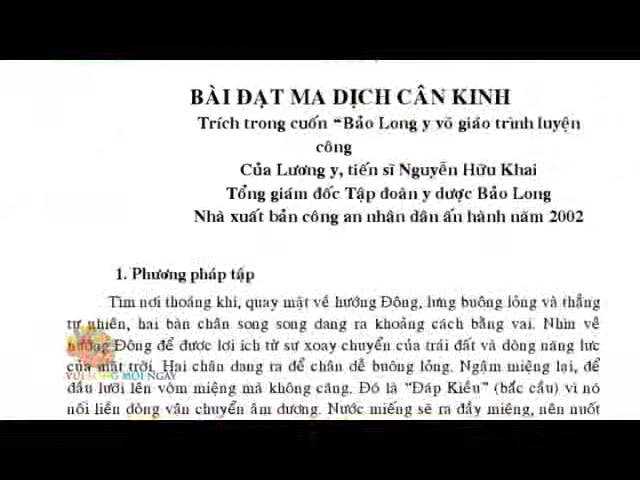 BÀI ĐẠT MA DỊCH CÂN KINH
Trích trong cuốn “Bảo Long y võ giáo trình luyện
công
Của Lương y, tiến sĩ Nguyễn Hữu Khai
Tổng giám đốc Tập đoàn y dược Bảo Long
Nhà xuất bản công an nhân dân ấn hành năm 2002
1. Phương pháp tập
Tìm nơi thoáng khí, quay mặt về hướng Đông, lưng buông lỏng và thẳng
tự nhiên, hai bàn chân song song dang ra khoảng cách bằng vai. Nhìn về
hướng Đông để được lợi ích từ sự xoay chuyển của trái đất và dòng năng lực
của mặt trời. Hai chân dang ra để chân dễ buông lỏng. Ngậm miệng lại, để
đầu lưỡi lên vòm miệng mà không căng. Đó là “Đáp Kiều” (bắc cầu) vì nó
nối liền dòng vận chuyển âm dương. Nước miếng sẽ ra đầy miệng, nên nuốt
VUI SỐNG MỖI NGÀY